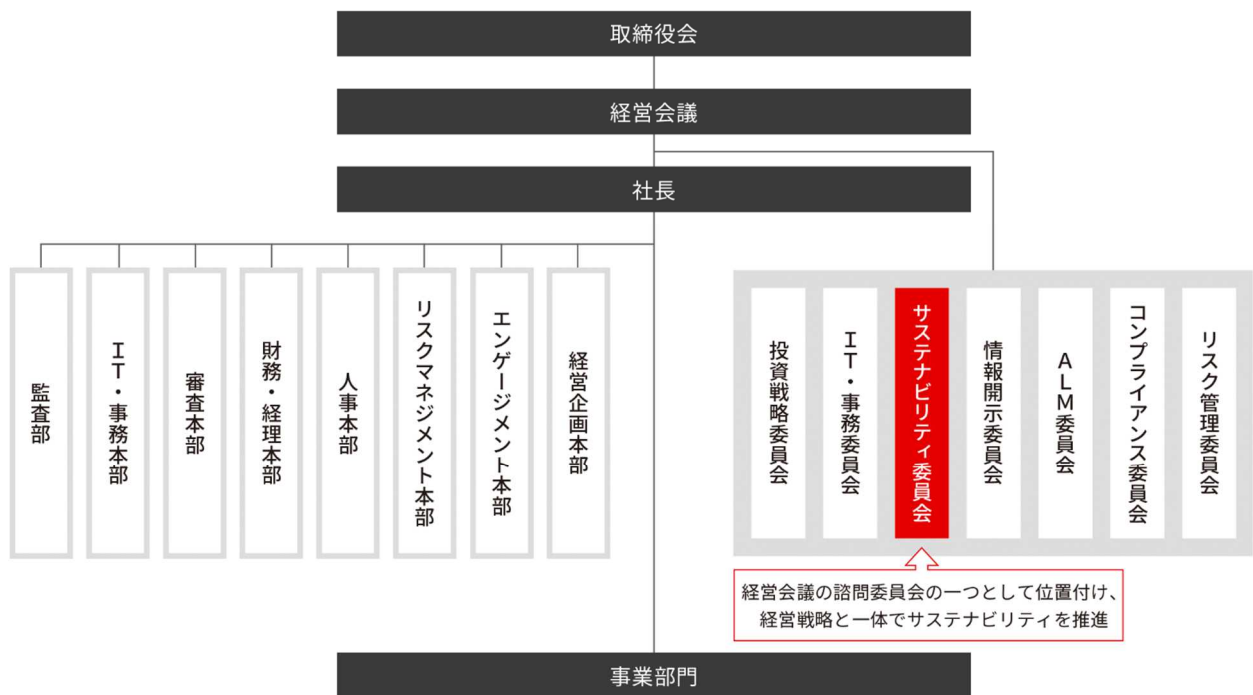 取締役会
経営会議
社長
監査部
IT・事務本部
審査本部
財務・経理本部
人事本部
リスクマネジメント本部
エンゲージメント本部
経営企画本部
投資戦略委員会
IT・事務委員会
サステナビリティ委員会
情報開示委員会
ALM委員会
コンプライアンス委員会
リスク管理委員会
経営会議の諮問委員会の一つとして位置付け、
経営戦略と一体でサステナビリティを推進
事業部門